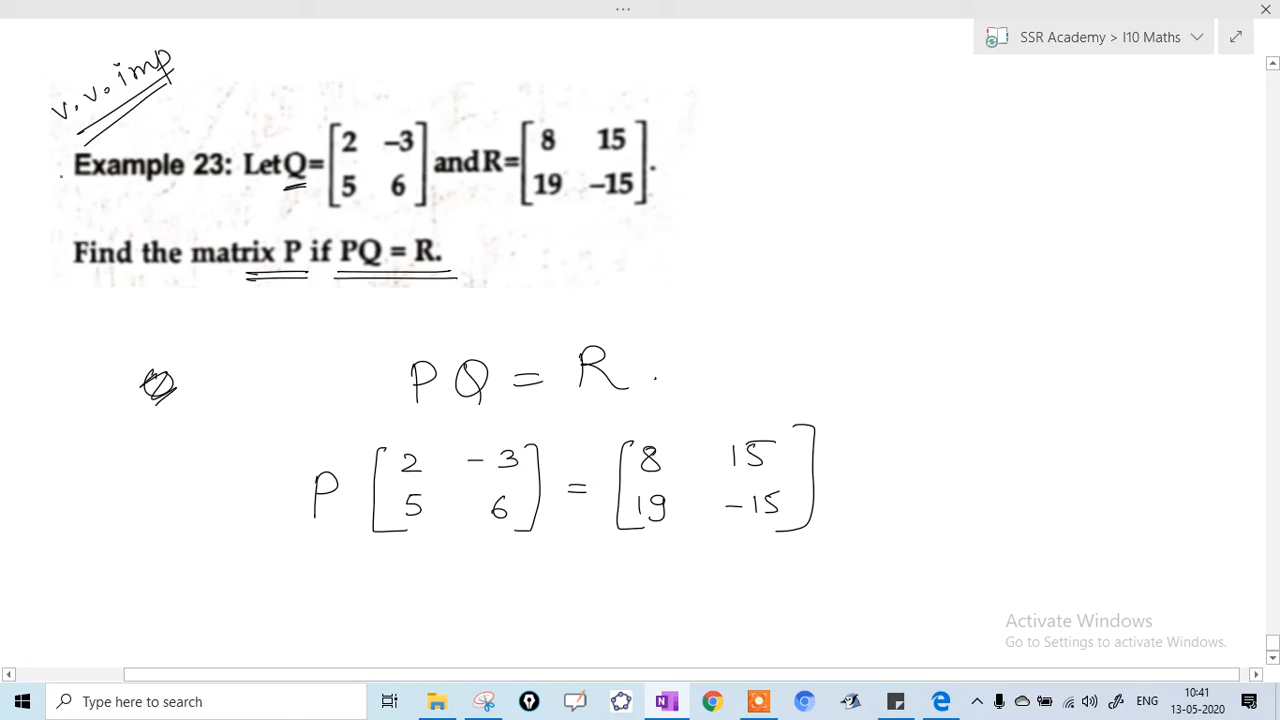 SSR Academy > I10 Maths
v.v.imp
Example 23: Let Q= [2 -3 5 6] and R= [8 15 19 -15].
Find the matrix P if PQ = R.
PQ = R.
P [2 -3 = [8 15
5 6] 19 -15]
Activate Windows
Go to Settings to activate Windows.
Type here to search
ENG
10:41
13-05-2020